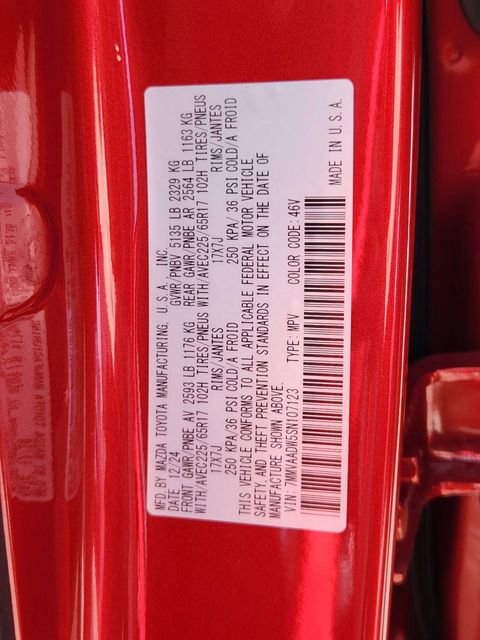 MFD.BY MAZDA TOYOTA MANUFACTURING, U.S.A. INC.
DATE 12/24 GVWR/PNBV 5135 LB 2329 KG
FRONT GAWR/PNBE AV 2593 LB 1176 KG REAR GAWR/PNBE AR 2564 LB 1163 KG
WITH/AVEC225/65R17 102H TIRES/PNEUS WITH/AVEC225/65R17 102H TIRES/PNEUS
17X7J RIMS/JANTES 17X7J RIMS/JANTES
250 KPA/36 PSI COLD/A FROID 250 KPA/36 PSI COLD/A FROID
THIS VEHICLE CONFORMS TO ALL APPLICABLE FEDERAL MOTOR VEHICLE
SAFETY, AND THEFT PREVENTION STANDARDS IN EFFECT ON THE DATE OF
MANUFACTURE SHOWN ABOVE.
VIN: 7MMVAADW5SN107123 TYPE: MPV COLOR CODE:46V
MADE IN U.S.A.